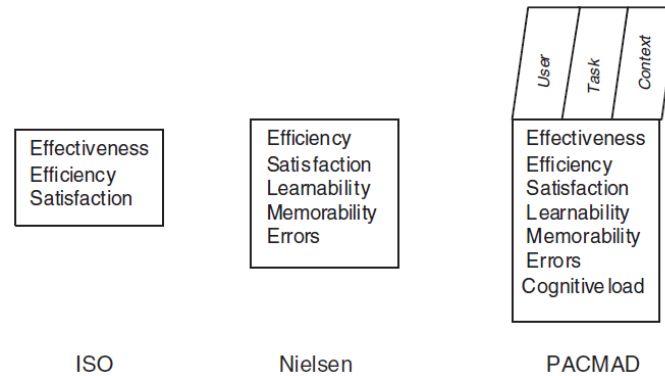 User
Task
Context
Effectiveness
Efficiency
Satisfaction
ISO
Efficiency
Satisfaction
Learnability
Memorability
Errors
Nielsen
Effectiveness
Efficiency
Satisfaction
Learnability
Memorability
Errors
Cognitive load
PACMAD